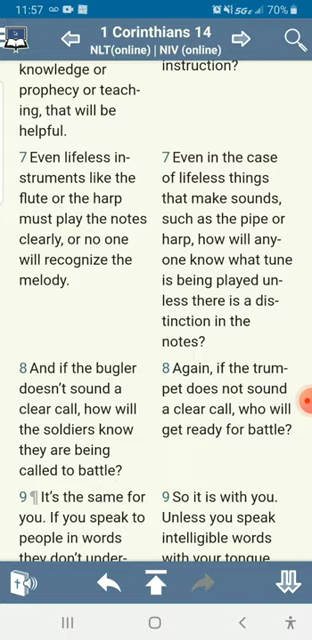 11:57
5GE
70%
1 Corinthians 14
NLT(online) | NIV (online)
knowledge or
prophecy or teach-
ing, that will be
helpful.
7 Even lifeless in-
struments like the
flute or the harp
must play the notes
clearly, or no one
will recognize the
melody.
8 And if the bugler
doesn't sound a
clear call, how will
the soldiers know
they are being
called to battle?
9 ¶ It's the same for
you. If you speak to
people in words
they don't under-
instruction?
7 Even in the case
of lifeless things
that make sounds,
such as the pipe or
harp, how will any-
one know what tune
is being played un-
less there is a dis-
tinction in the
notes?
8 Again, if the trum-
pet does not sound
a clear call, who will
get ready for battle?
9 So it is with you.
Unless you speak
intelligible words
with your tongue